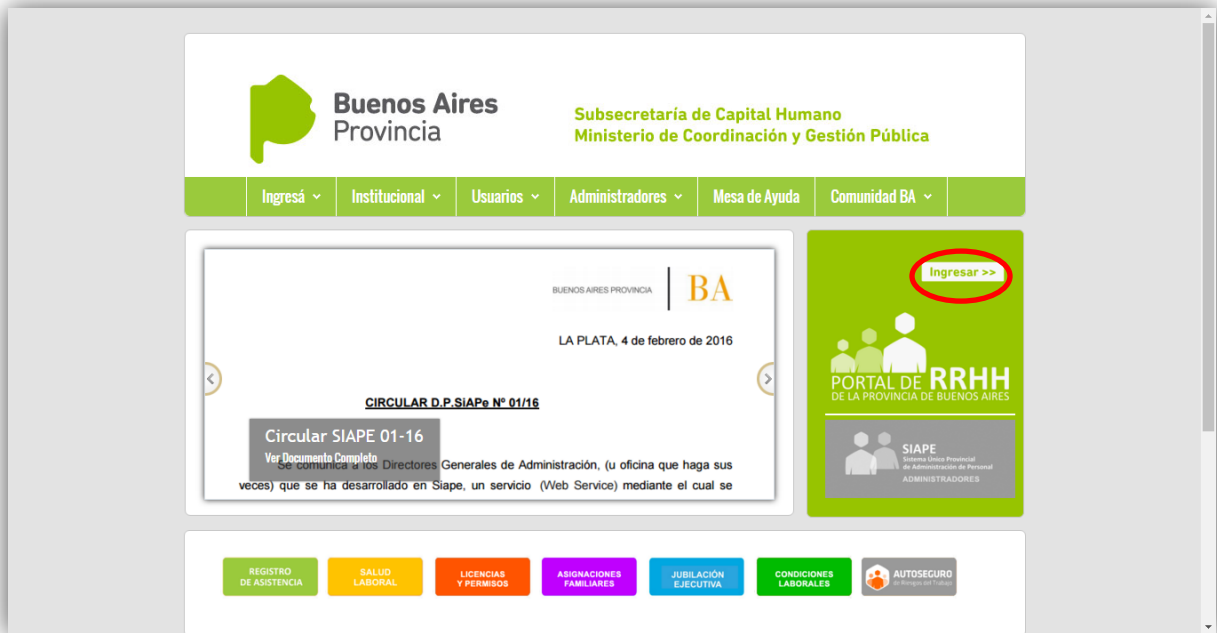 Buenos Aires
Provincia
Subsecretaría de Capital Humano
Ministerio de Coordinación y Gestión Pública
Ingresá
Institucional
Usuarios
Administradores
Mesa de Ayuda
Comunidad BA
BUENOS AIRES PROVINCIA
BA
LA PLATA, 4 de febrero de 2016
CIRCULAR D.P.SiAPe Nº 01/16
Circular SIAPE 01-16
Ver Documento Completo
Se comunica a los Directores Generales de Administración, (u oficina que haga sus
veces) que se ha desarrollado en Siape, un servicio (Web Service) mediante el cual se
Ingresar >>
PORTAL DE RRHH
DE LA PROVINCIA DE BUENOS AIRES
SIAPE
Sistema Único Provincial
de Administración de Personal
ADMINISTRADORES
REGISTRO
DE ASISTENCIA
SALUD
LABORAL
LICENCIAS
Y PERMISOS
ASIGNACIONES
FAMILIARES
JUBILACIÓN
EJECUTIVA
CONDICIONES
LABORALES
AUTOSEGURO
de Riesgos del Trabajo